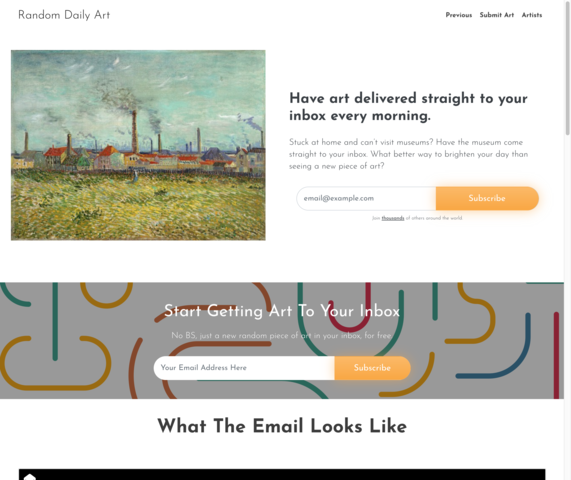 Random Daily Art
Previous Submit Art Artists
Have art delivered straight to your
inbox every morning.
Stuck at home and can't visit museums? Have the museum come
straight to your inbox. What better way to brighten your day than
seeing a new piece of art?
email@example.com Subscribe
Join thousands of others around the world
Start Getting Art To Your Inbox
No BS, just a new random piece of art in your inbox, for free.
Your Email Address Here Subscribe
What The Email Looks Like